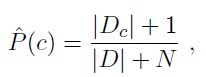 P̂(c) = |D_c| + 1 / |D| + N ,